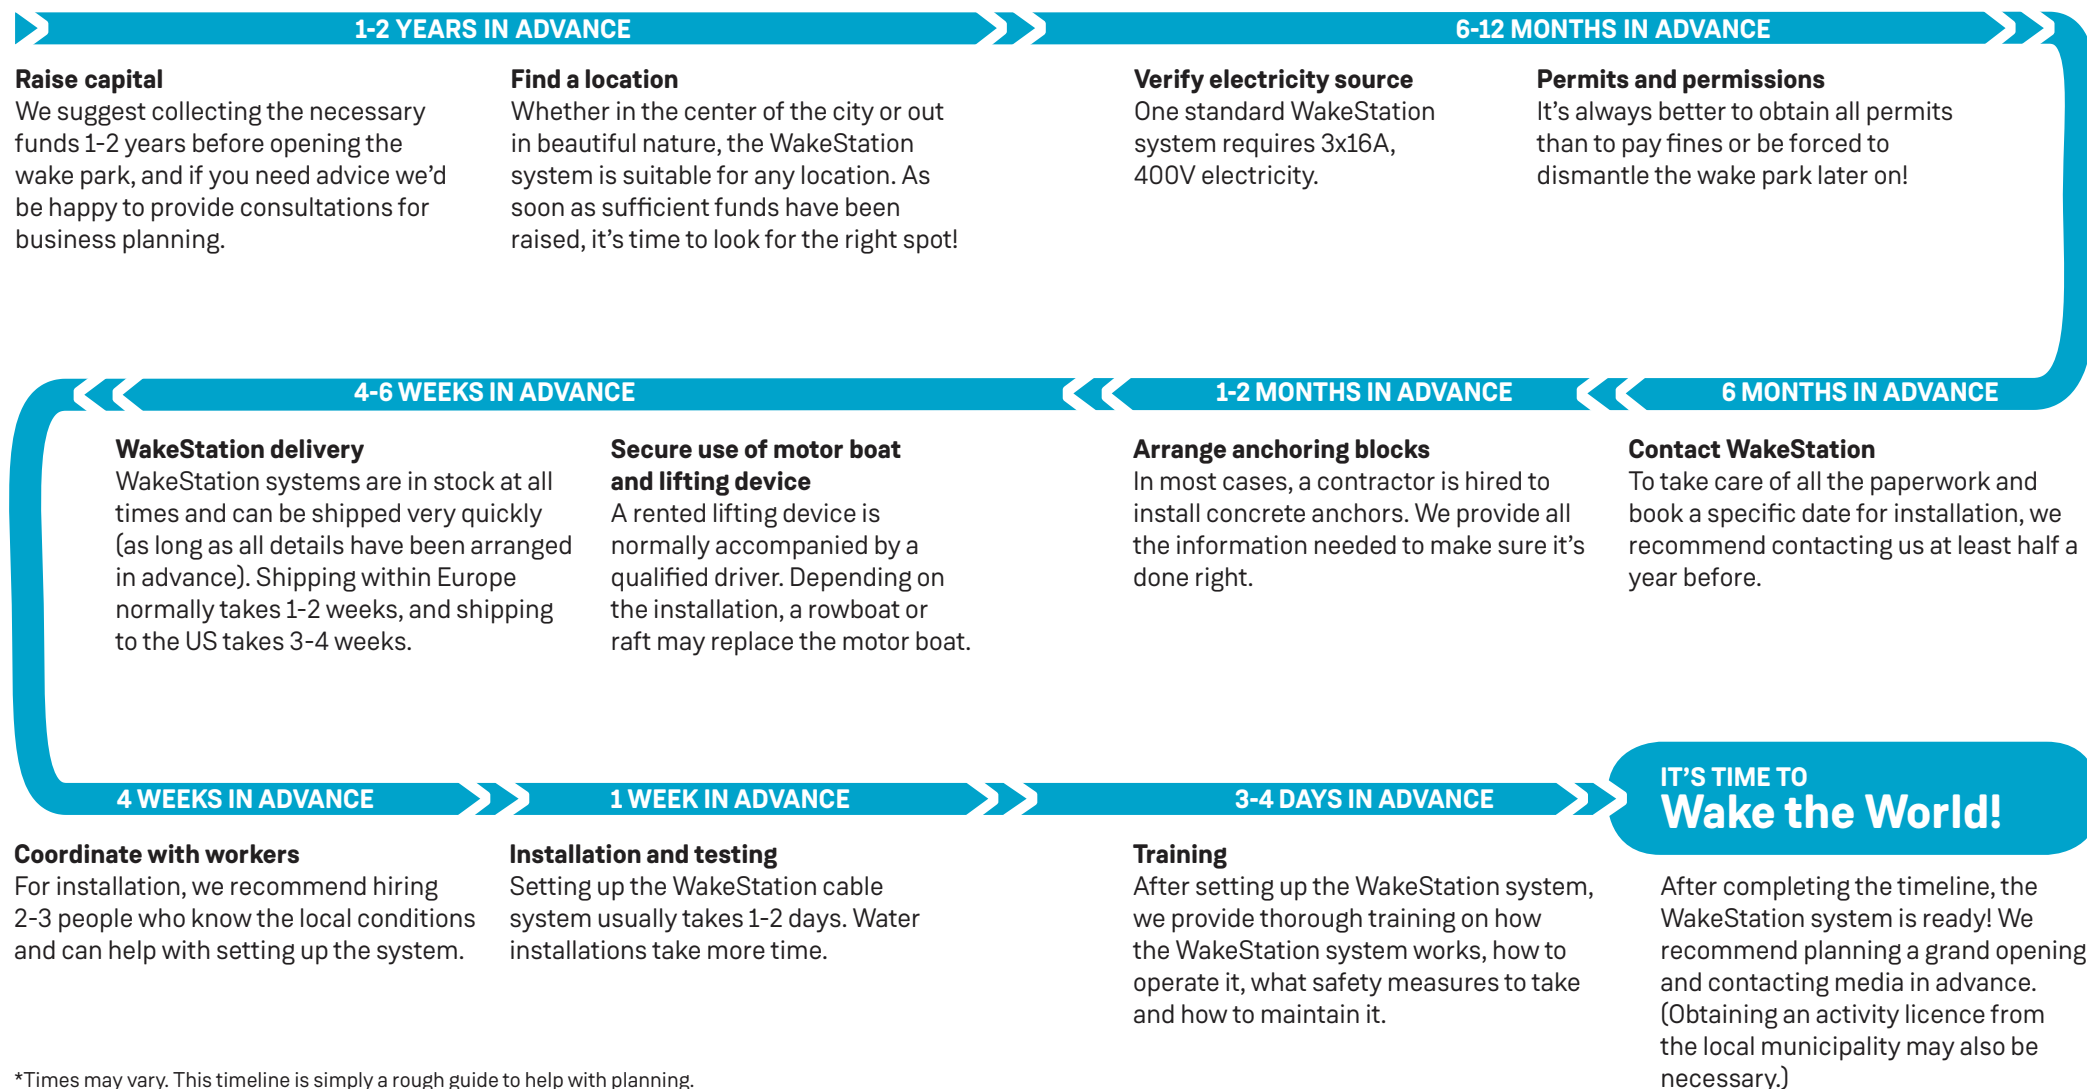 1-2 YEARS IN ADVANCE
Raise capital
We suggest collecting the necessary
funds 1-2 years before opening the
wake park, and if you need advice we'd
be happy to provide consultations for
business planning.
Find a location
Whether in the center of the city or out
in beautiful nature, the WakeStation
system is suitable for any location. As
soon as sufficient funds have been
raised, it's time to look for the right spot!
6-12 MONTHS IN ADVANCE
Verify electricity source
One standard WakeStation
system requires 3x16A,
400V electricity.
Permits and permissions
It's always better to obtain all permits
than to pay fines or be forced to
dismantle the wake park later on!
6 MONTHS IN ADVANCE
Contact WakeStation
To take care of all the paperwork and
book a specific date for installation, we
recommend contacting us at least half a
year before.
1-2 MONTHS IN ADVANCE
Arrange anchoring blocks
In most cases, a contractor is hired to
install concrete anchors. We provide all
the information needed to make sure it's
done right.
4-6 WEEKS IN ADVANCE
WakeStation delivery
WakeStation systems are in stock at all
times and can be shipped very quickly
(as long as all details have been arranged
in advance). Shipping within Europe
normally takes 1-2 weeks, and shipping
to the US takes 3-4 weeks.
Secure use of motor boat
and lifting device
A rented lifting device is
normally accompanied by a
qualified driver. Depending on
the installation, a rowboat or
raft may replace the motor boat.
4 WEEKS IN ADVANCE
Coordinate with workers
For installation, we recommend hiring
2-3 people who know the local conditions
and can help with setting up the system.
1 WEEK IN ADVANCE
Installation and testing
Setting up the WakeStation cable
system usually takes 1-2 days. Water
installations take more time.
3-4 DAYS IN ADVANCE
Training
After setting up the WakeStation system,
we provide thorough training on how
the WakeStation system works, how to
operate it, what safety measures to take
and how to maintain it.
IT'S TIME TO
Wake the World!
After completing the timeline, the
WakeStation system is ready! We
recommend planning a grand opening
and contacting media in advance.
(Obtaining an activity licence from
the local municipality may also be
necessary.)
*Times may vary. This timeline is simply a rough guide to help with planning.